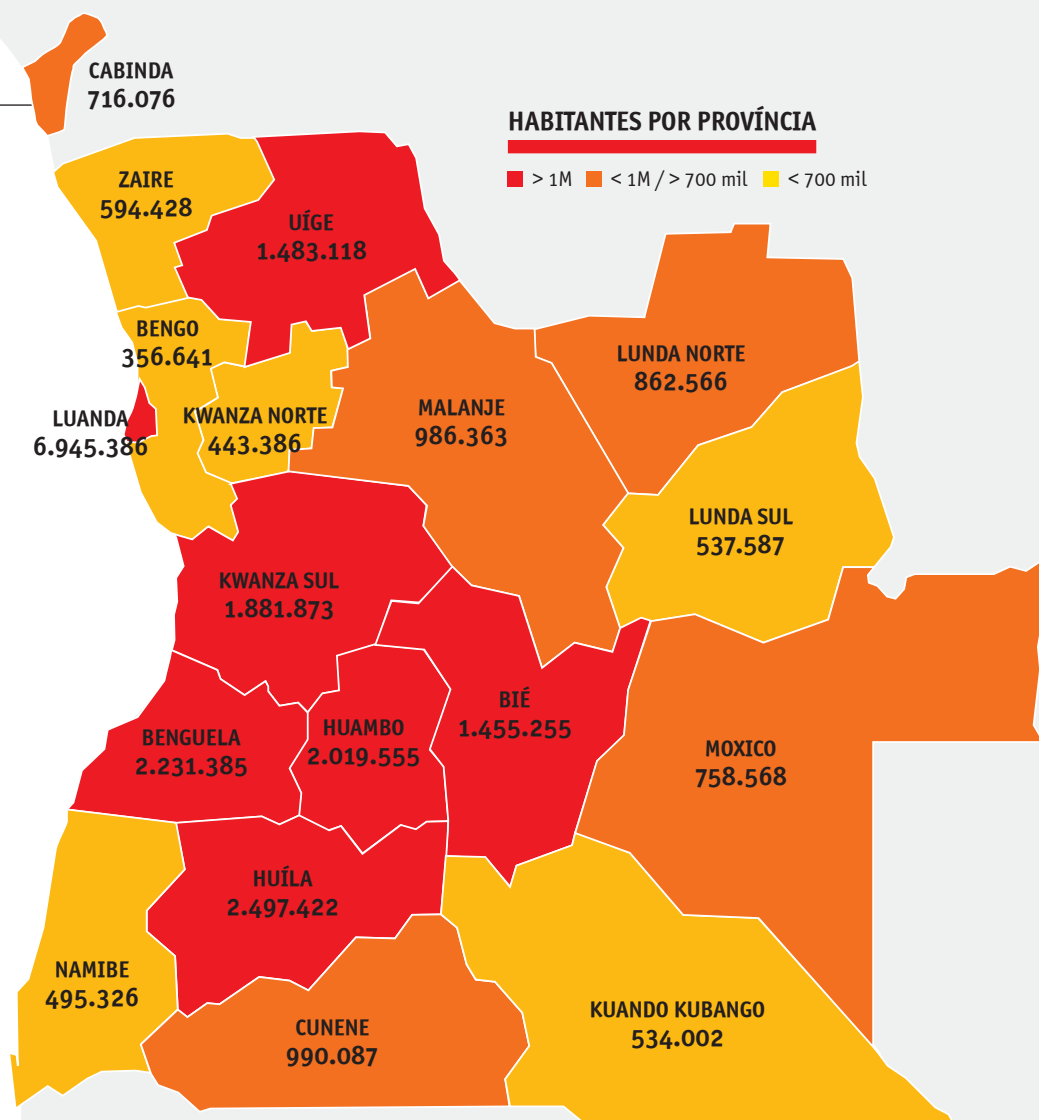 CABINDA
716.076
HABITANTES POR PROVÍNCIA
> 1M < 1M / > 700 mil < 700 mil
ZAIRE
594.428
UÍGE
1.483.118
BENGO
356.641
LUNDA NORTE
862.566
LUANDA
6.945.386
KWANZA NORTE
443.386
MALANJE
986.363
LUNDA SUL
537.587
KWANZA SUL
1.881.873
BIÉ
1.455.255
BENGUELA
2.231.385
HUAMBO
2.019.555
MOXICO
758.568
HUÍLA
2.497.422
NAMIBE
495.326
CUNENE
990.087
KUANDO KUBANGO
534.002